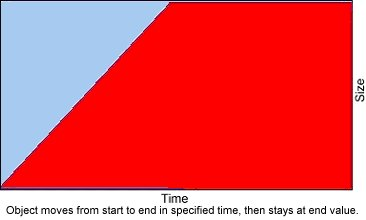 Size
Time
Object moves from start to end in specified time, then stays at end value.